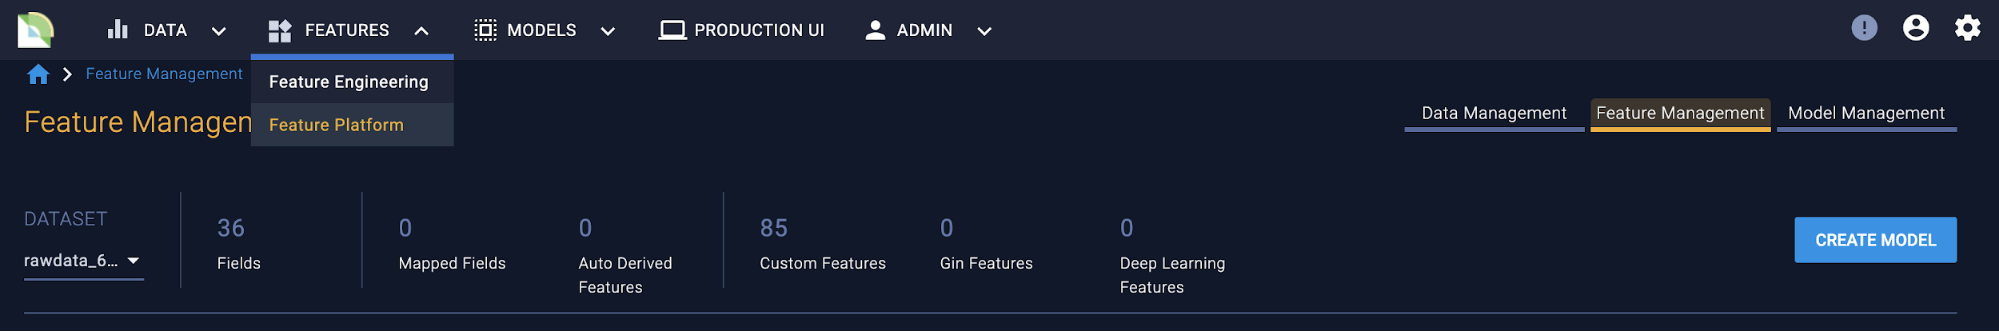 DATA
FEATURES
MODELS
PRODUCTION UI
ADMIN
Feature Management
Feature Engineering
Feature Platform
Feature Managen
Data Management
Feature Management
Model Management
DATASET
rawdata_6...
36
Fields
0
Mapped Fields
0
Auto Derived
Features
85
Custom Features
0
Gin Features
0
Deep Learning
Features
CREATE MODEL